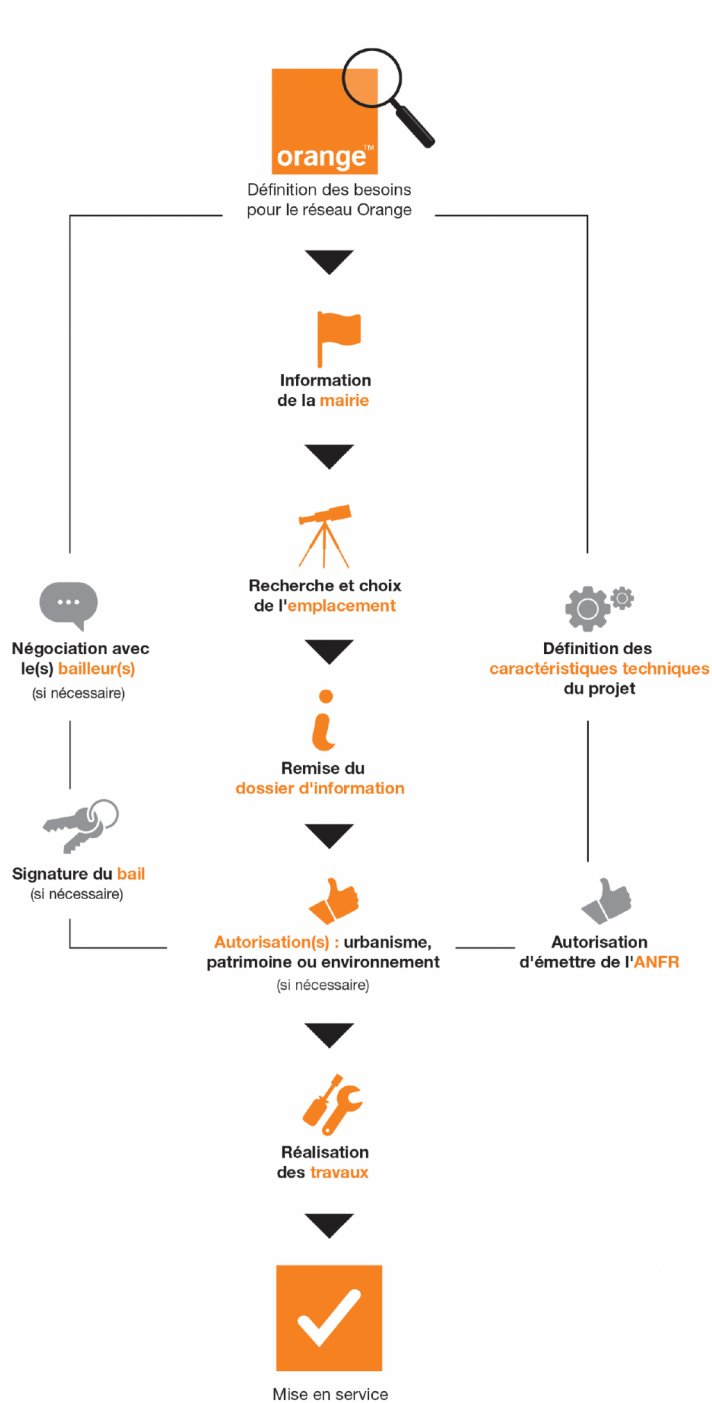 orange™
Définition des besoins
pour le réseau Orange
Information
de la mairie
Recherche et choix
de l'emplacement
Négociation avec
le(s) bailleur(s)
(si nécessaire)
Définition des
caractéristiques techniques
du projet
Remise du
dossier d'information
Signature du bail
(si nécessaire)
Autorisation(s) : urbanisme,
patrimoine ou environnement
(si nécessaire)
Autorisation
d'émettre de l'ANFR
Réalisation
des travaux
Mise en service